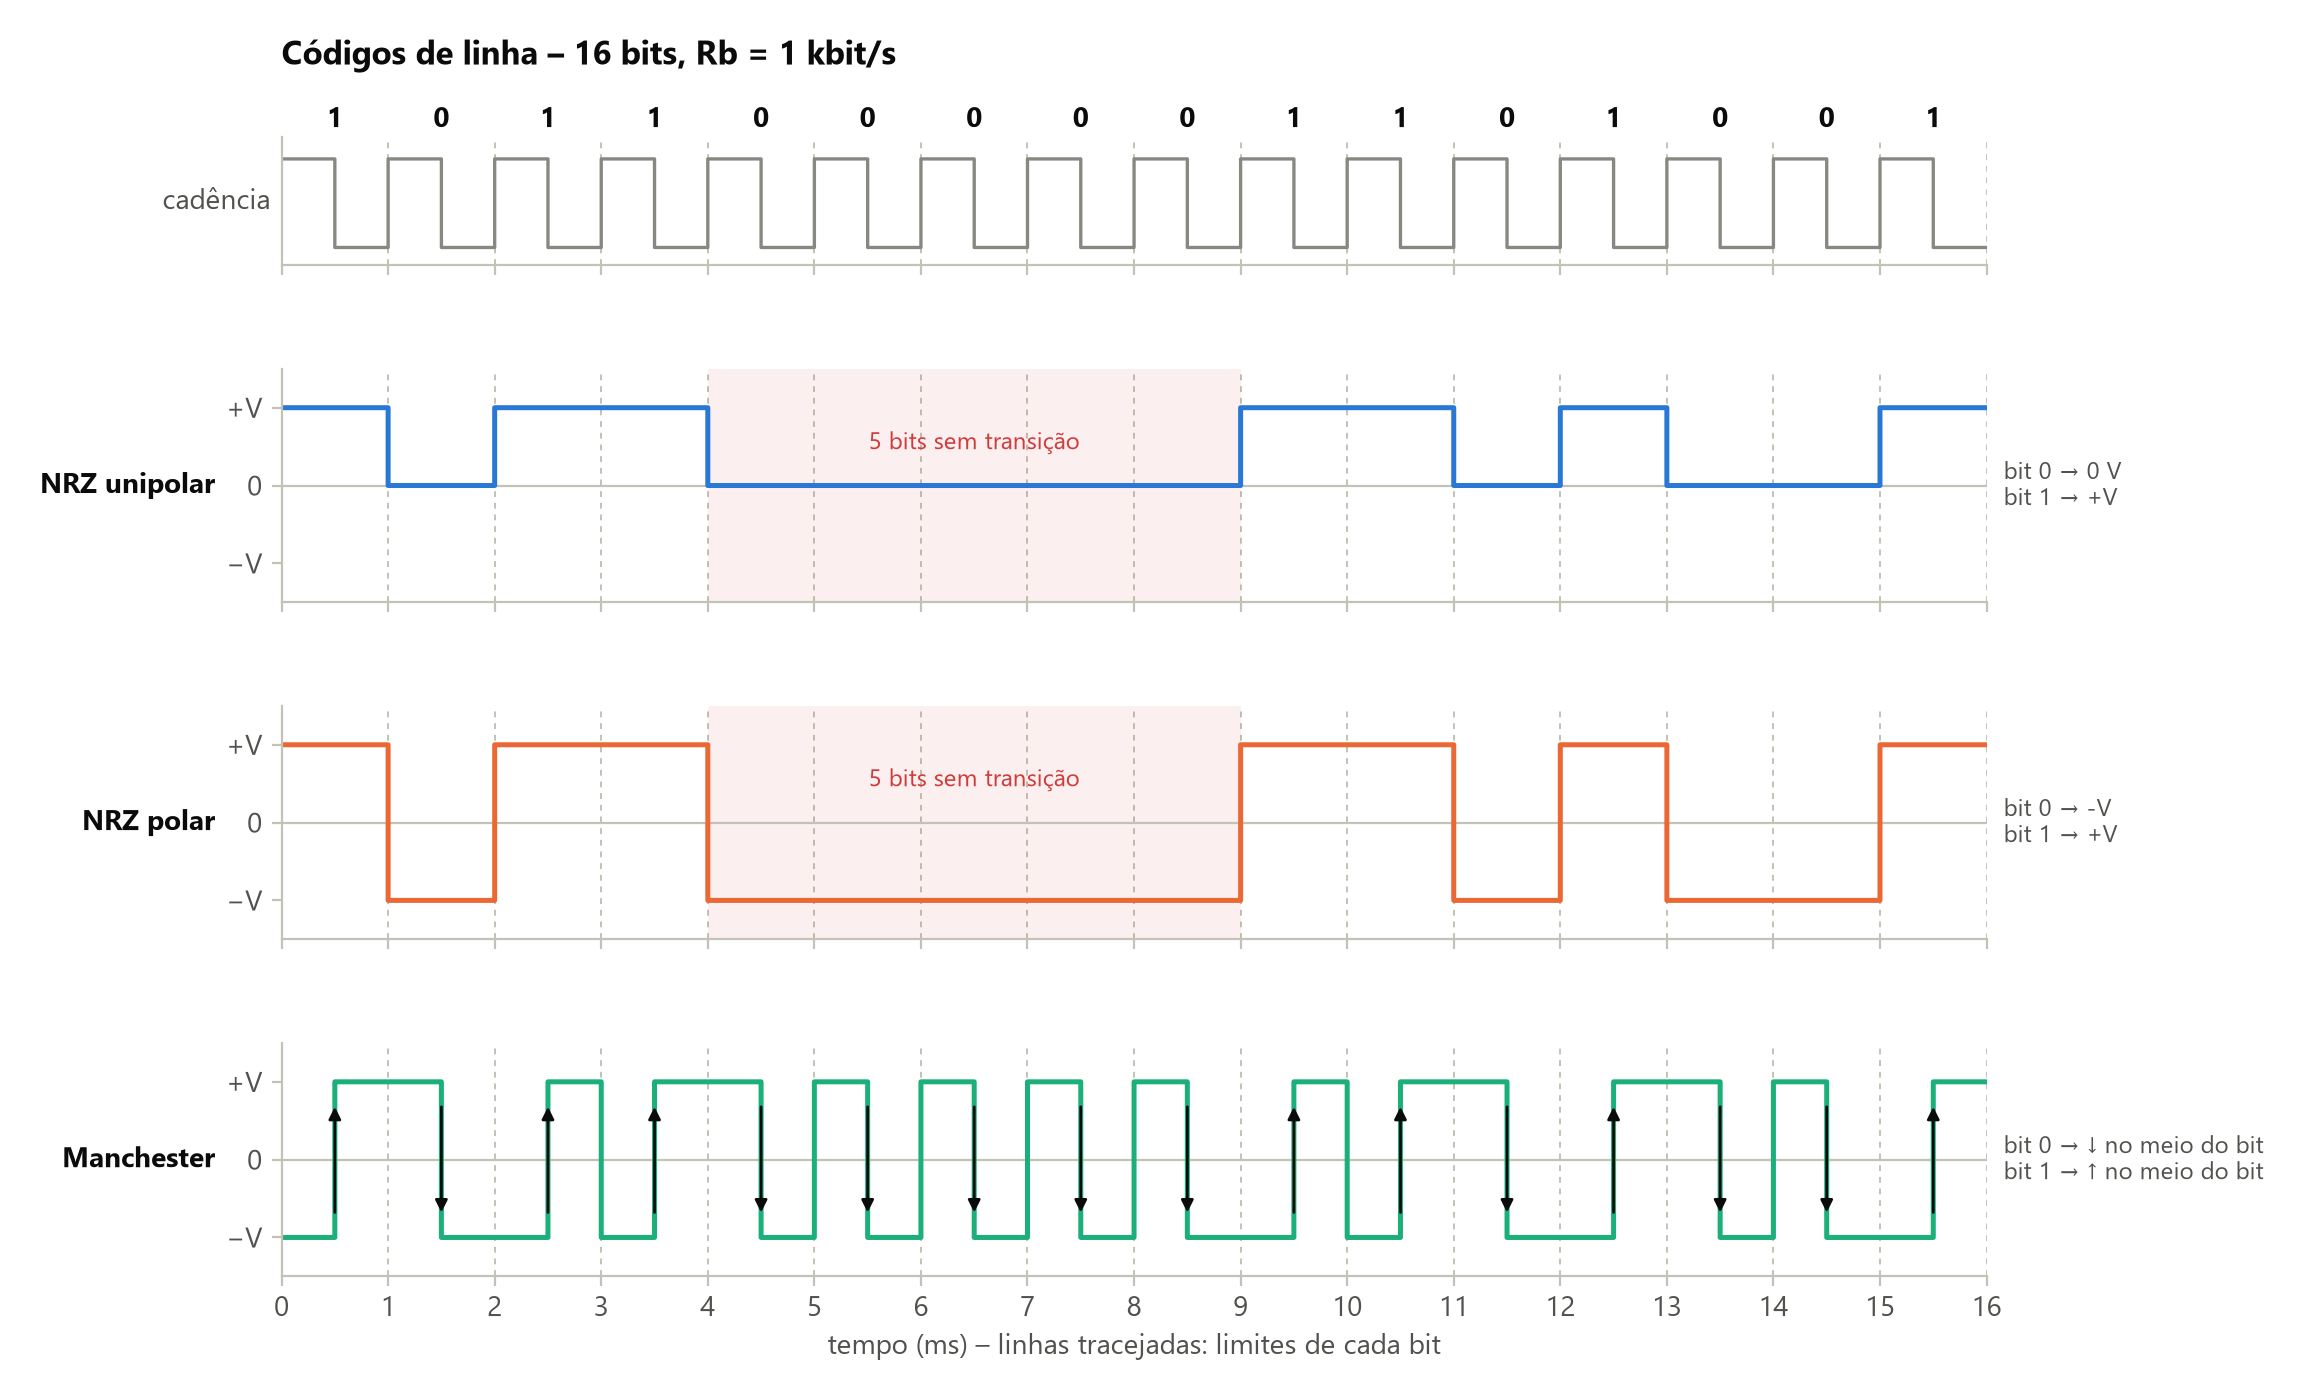 Códigos de linha – 16 bits, Rb = 1 kbit/s
1 0 1 1 0 0 0 0 0 1 1 0 1 0 0 1
cadência
+V
5 bits sem transição
NRZ unipolar
0
bit 0 → 0 V
bit 1 → +V
−V
+V
5 bits sem transição
NRZ polar
0
bit 0 → -V
bit 1 → +V
−V
+V
Manchester
0
bit 0 → ↓ no meio do bit
bit 1 → ↑ no meio do bit
−V
0 1 2 3 4 5 6 7 8 9 10 11 12 13 14 15 16
tempo (ms) – linhas tracejadas: limites de cada bit